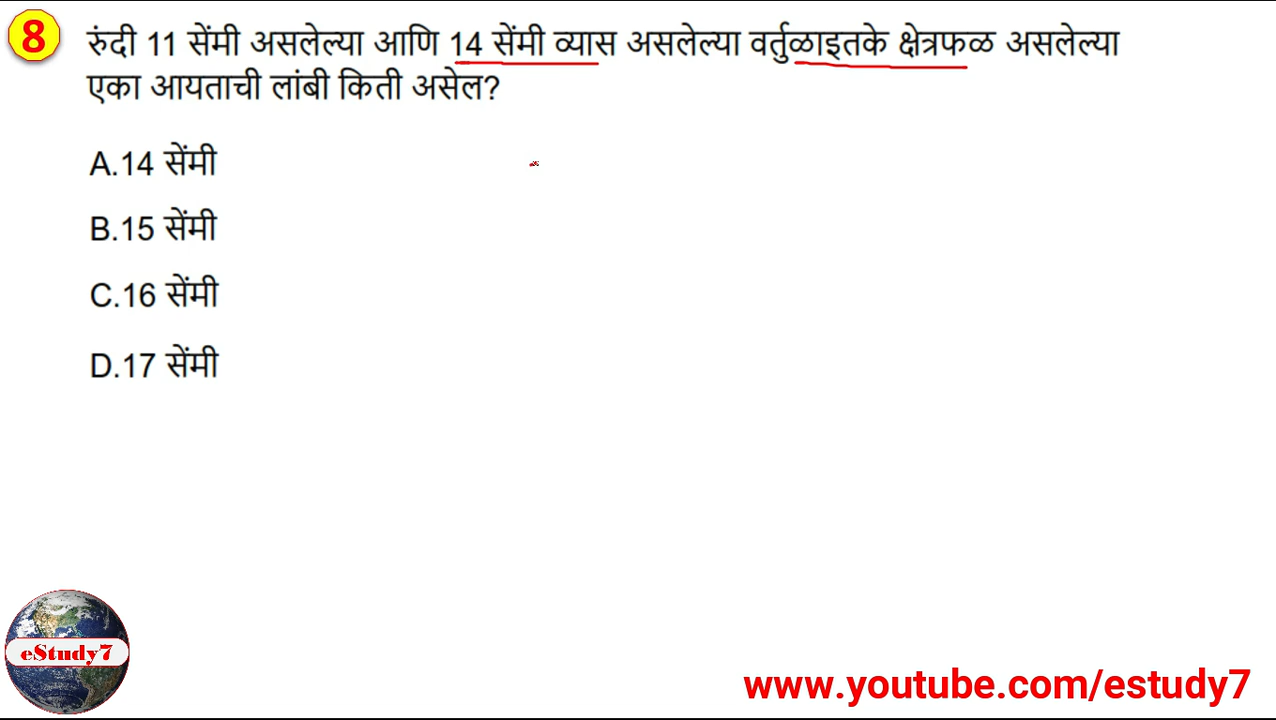 8
रुंदी 11 सेंमी असलेल्या आणि 14 सेंमी व्यास असलेल्या वर्तुळाइतके क्षेत्रफळ असलेल्या
एका आयताची लांबी किती असेल?
A.14 सेंमी
B.15 सेंमी
C.16 सेंमी
D.17 सेंमी
eStudy7
www.youtube.com/estudy7